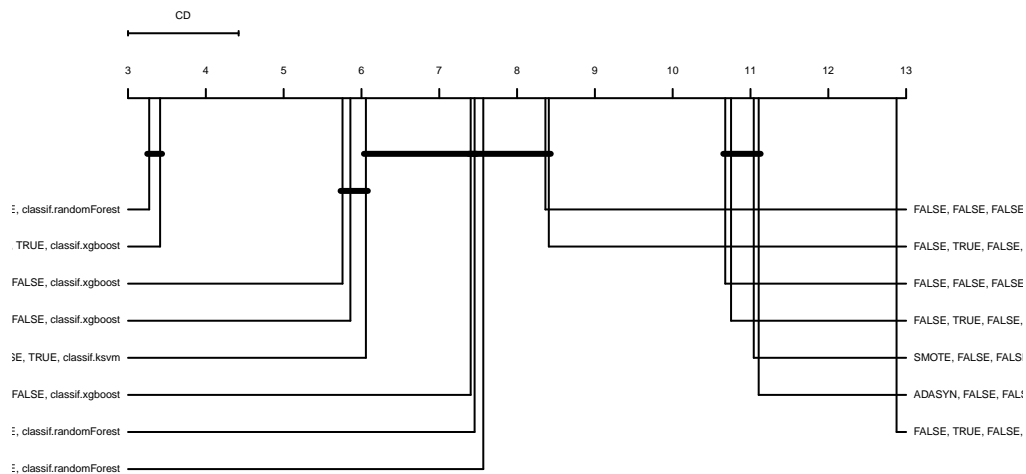 CD
3 4 5 6 7 8 9 10 11 12 13
, classif.randomForest FALSE, FALSE, FALSE
TRUE, classif.xgboost FALSE, TRUE, FALSE,
FALSE, classif.xgboost FALSE, FALSE, FALSE
FALSE, classif.xgboost FALSE, TRUE, FALSE,
SE, TRUE, classif.ksvm SMOTE, FALSE, FALS
FALSE, classif.xgboost ADASYN, FALSE, FALS
, classif.randomForest FALSE, TRUE, FALSE,
, classif.randomForest